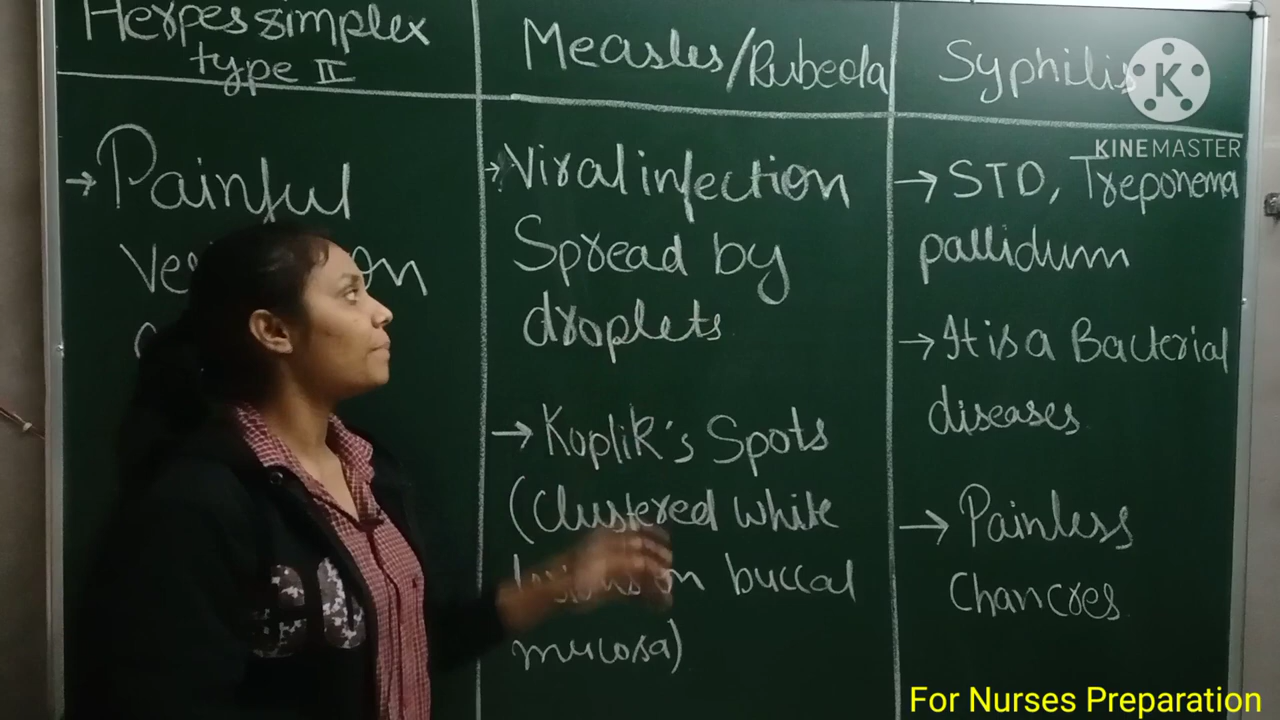 Herpes simplex
type II
→ Painful
Measles/Rubeola
→ Viral infection
Spread by
droplets
→ Koplik's Spots
(Clustered white
on buccal
mucosa)
Syphilis
→ STD, Treponema
pallidum
→ It is a Bacterial
diseases
→ Painless
Chancres
K
KINEMASTER
For Nurses Preparation